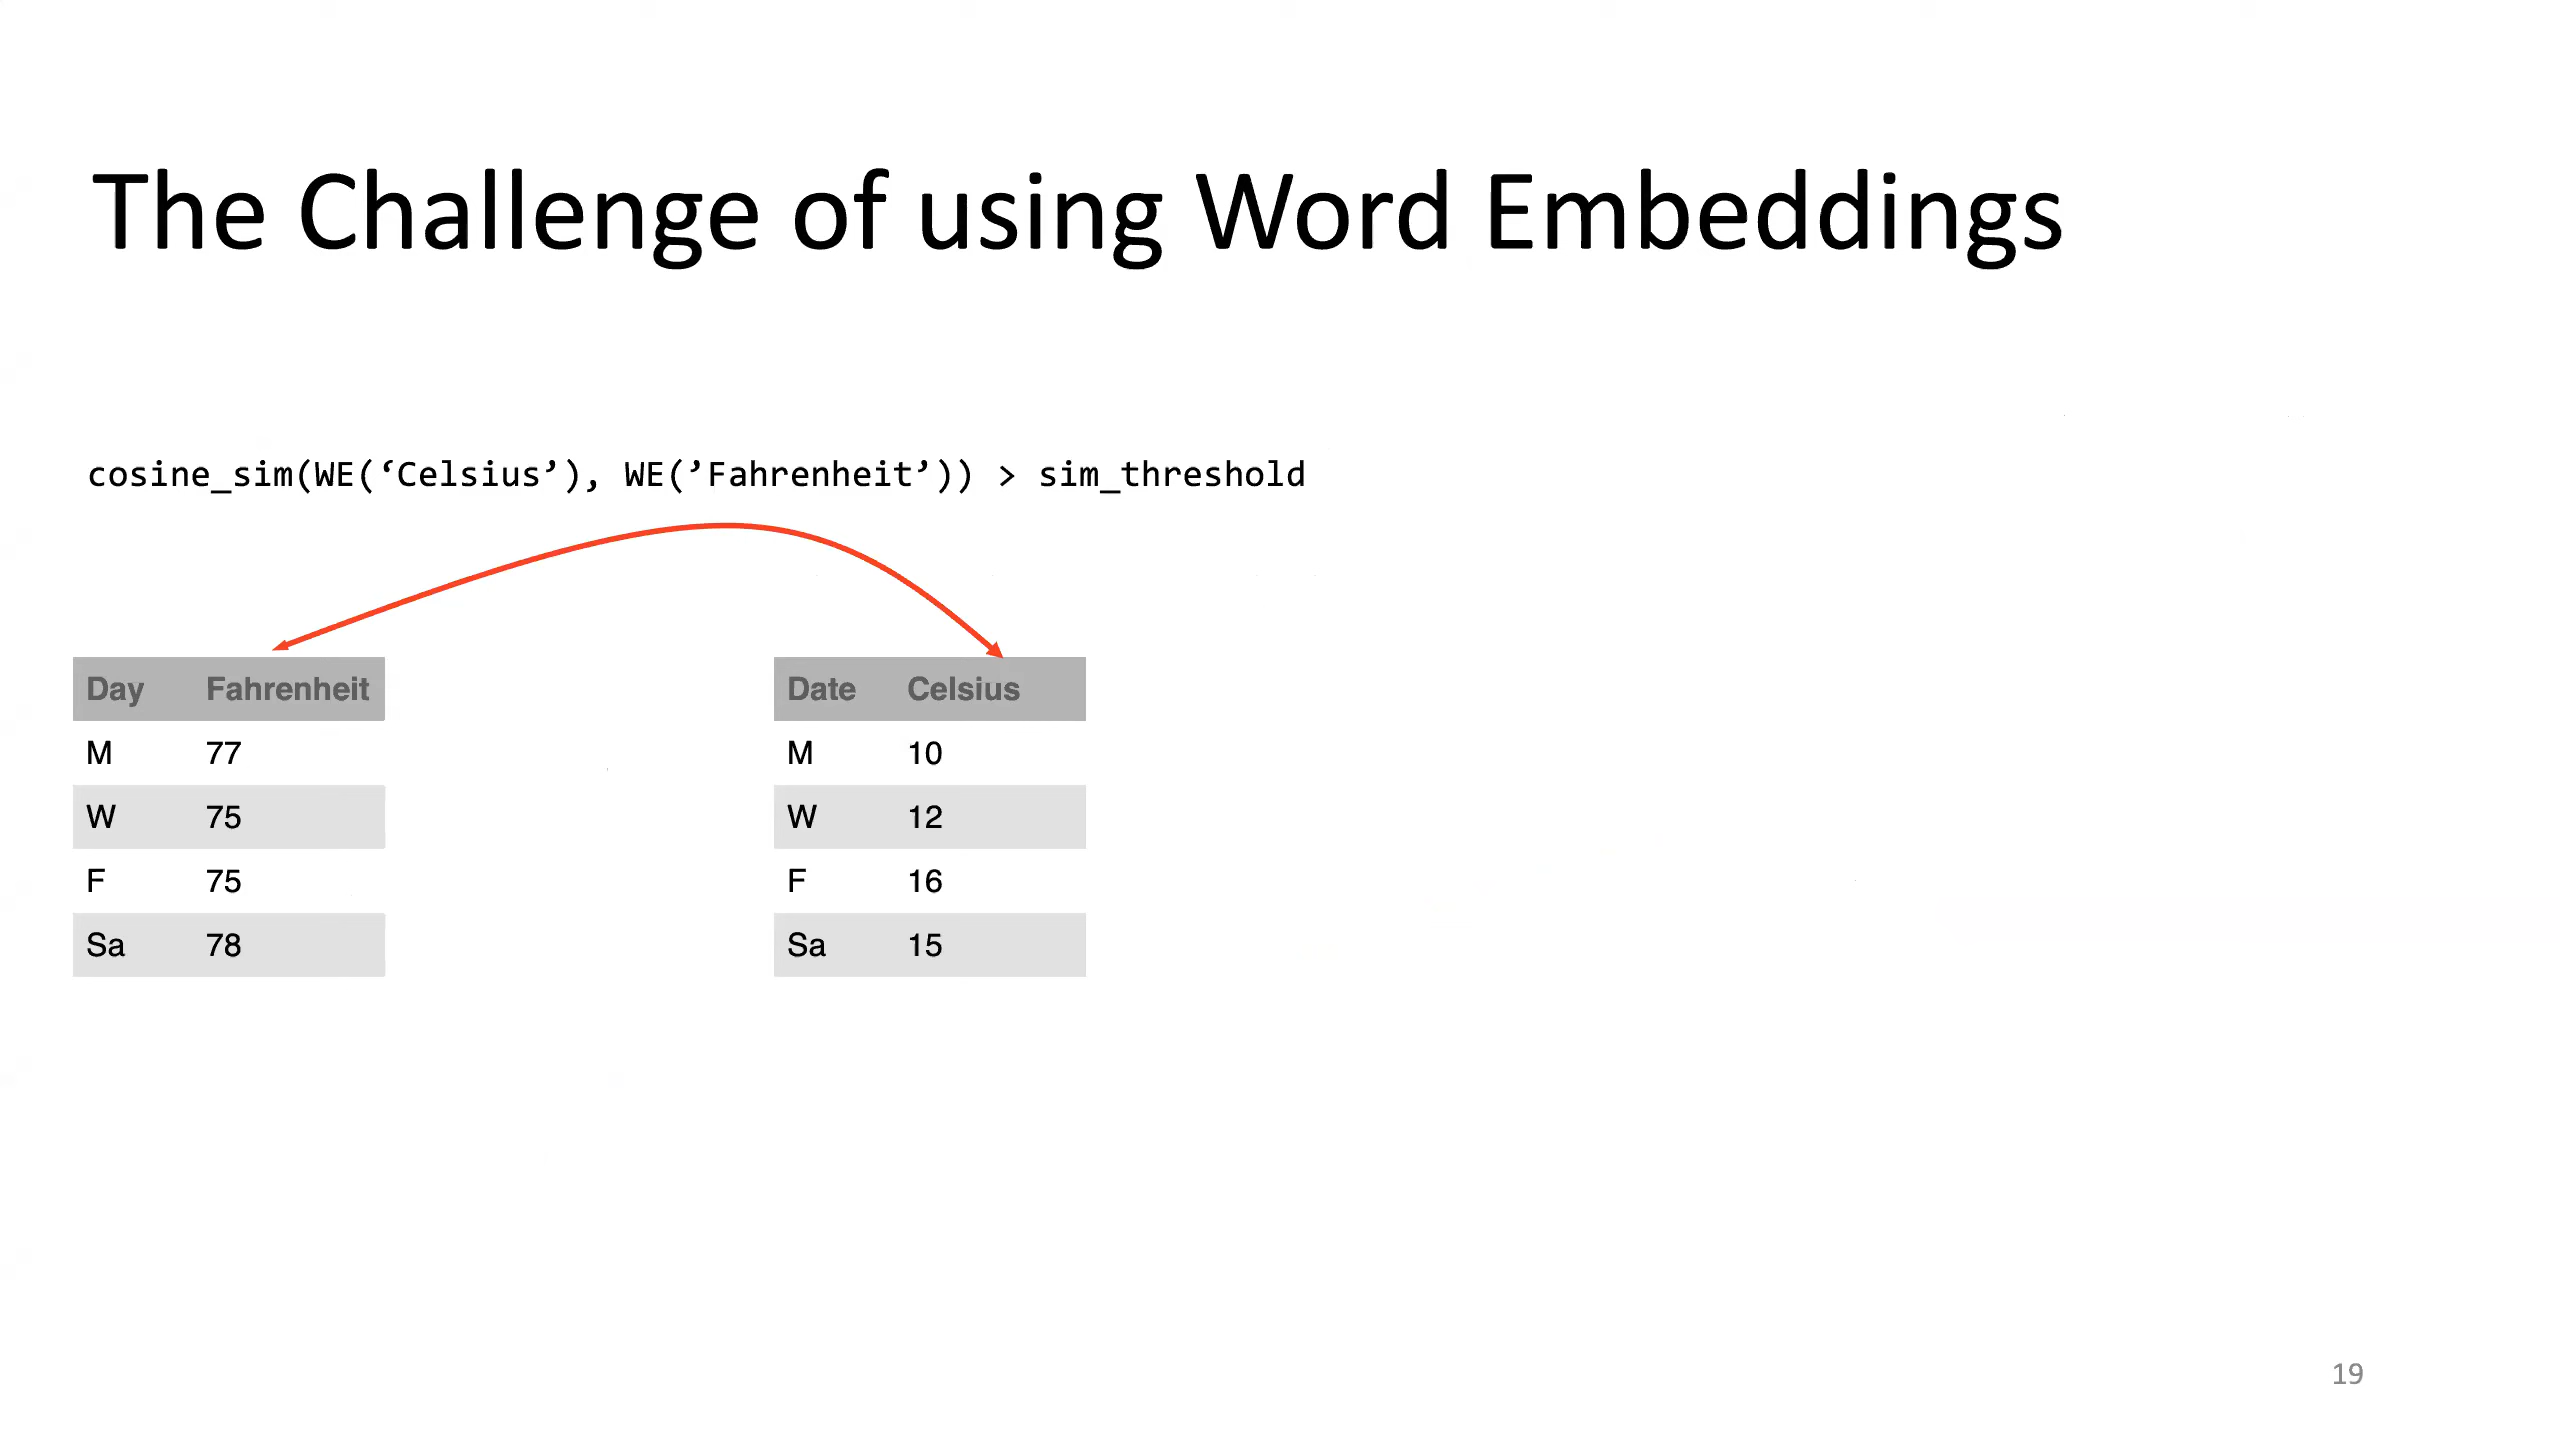 The Challenge of using Word Embeddings
cosine_sim(WE(‘Celsius’), WE(’Fahrenheit’)) > sim_threshold
Day Fahrenheit
M 77
W 75
F 75
Sa 78
Date Celsius
M 10
W 12
F 16
Sa 15
19